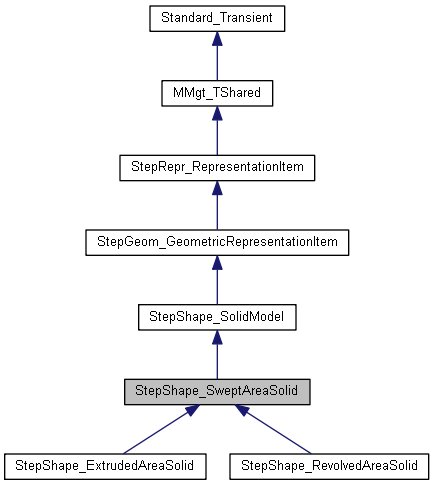 Standard_Transient
MMgt_TShared
StepRepr_RepresentationItem
StepGeom_GeometricRepresentationItem
StepShape_SolidModel
StepShape_SweptAreaSolid
StepShape_ExtrudedAreaSolid
StepShape_RevolvedAreaSolid